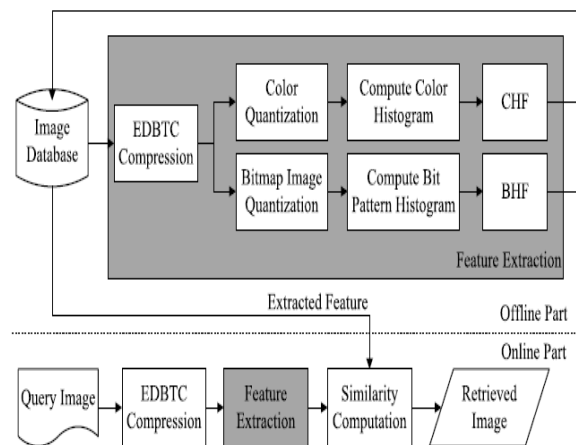 Image
Database
EDBTC
Compression
Color
Quantization
Compute Color
Histogram
CHF
Bitmap Image
Quantization
Compute Bit
Pattern Histogram
BHF
Feature Extraction
Extracted Feature
Offline Part
Online Part
Query Image
EDBTC
Compression
Feature
Extraction
Similarity
Computation
Retrieved
Image